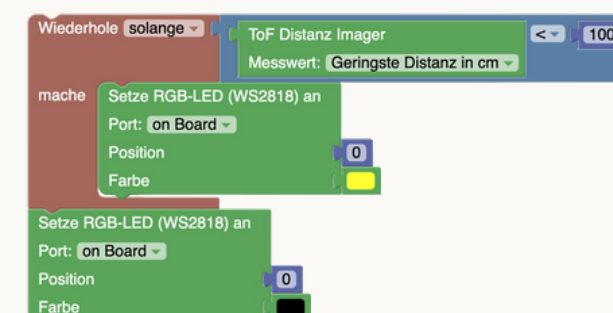 Wiederhole solange ToF Distanz Imager < 100
Messwert: Geringste Distanz in cm
mache Setze RGB-LED (WS2818) an
Port: on Board
Position 0
Farbe
Setze RGB-LED (WS2818) an
Port: on Board
Position 0
Farbe